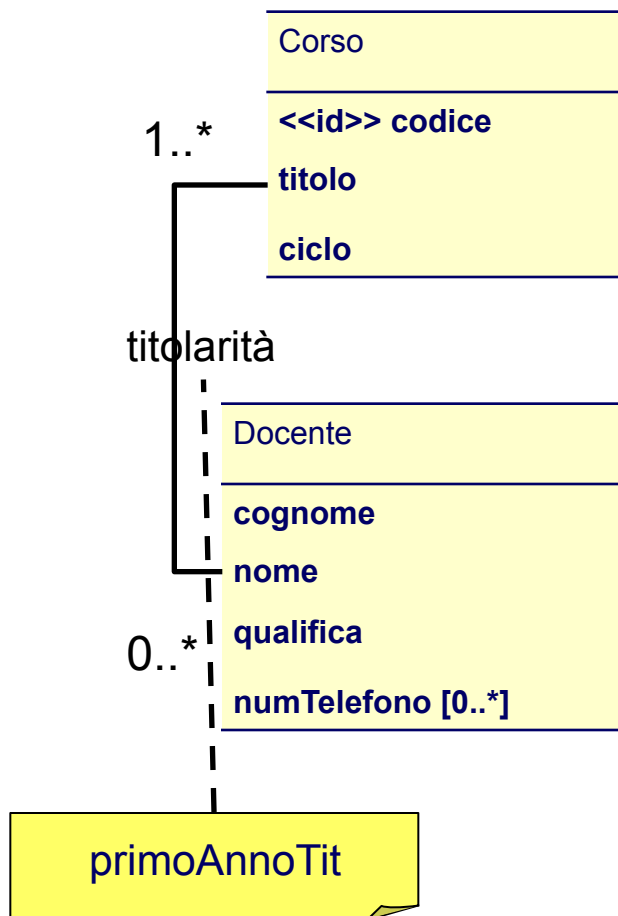 Corso
1..*
<<id>> codice
titolo
ciclo
titolarità
Docente
cognome
nome
qualifica
0..*
numTelefono [0..*]
primoAnnoTit